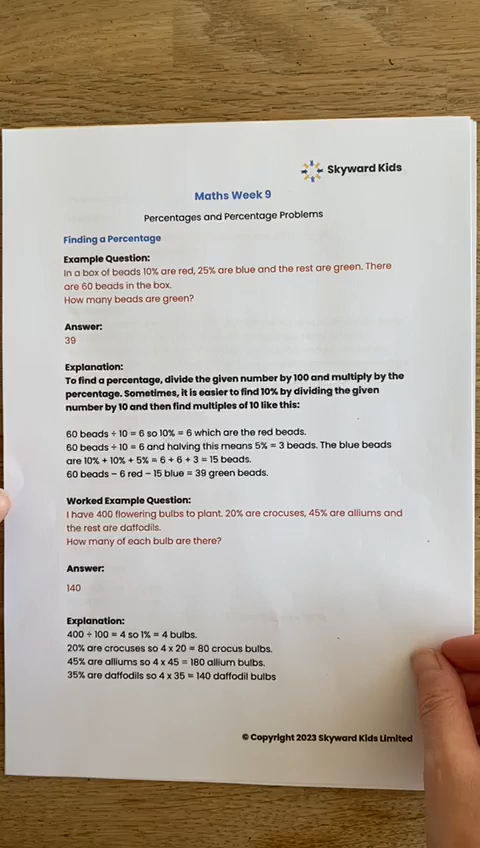 Skyward Kids
Maths Week 9
Percentages and Percentage Problems
Finding a Percentage
Example Question:
In a box of beads 10% are red, 25% are blue and the rest are green. There
are 60 beads in the box.
How many beads are green?
Answer:
39
Explanation:
To find a percentage, divide the given number by 100 and multiply by the
percentage. Sometimes, it is easier to find 10% by dividing the given
number by 10 and then find multiples of 10 like this:
60 beads ÷ 10 = 6 so 10% = 6 which are the red beads.
60 beads ÷ 10 = 6 and halving this means 5% = 3 beads. The blue beads
are 10% + 10% + 5% = 6 + 6 + 3 = 15 beads.
60 beads – 6 red – 15 blue = 39 green beads.
Worked Example Question:
I have 400 flowering bulbs to plant. 20% are crocuses, 45% are alliums and
the rest are daffodils.
How many of each bulb are there?
Answer:
140
Explanation:
400 ÷ 100 = 4 so 1% = 4 bulbs.
20% are crocuses so 4 x 20 = 80 crocus bulbs.
45% are alliums so 4 x 45 = 180 allium bulbs.
35% are daffodils so 4 x 35 = 140 daffodil bulbs
© Copyright 2023 Skyward Kids Limited